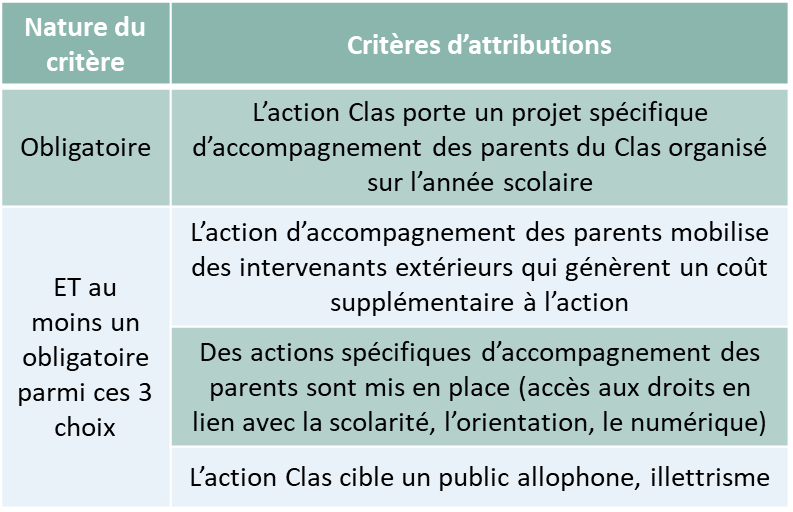 Nature du
critère
Critères d'attributions
Obligatoire
L'action Clas porte un projet spécifique
d'accompagnement des parents du Clas organisé
sur l'année scolaire
ET au
moins un
obligatoire
parmi ces 3
choix
L'action d'accompagnement des parents mobilise
des intervenants extérieurs qui génèrent un coût
supplémentaire à l'action
Des actions spécifiques d'accompagnement des
parents sont mis en place (accès aux droits en
lien avec la scolarité, l'orientation, le numérique)
L'action Clas cible un public allophone, illettrisme